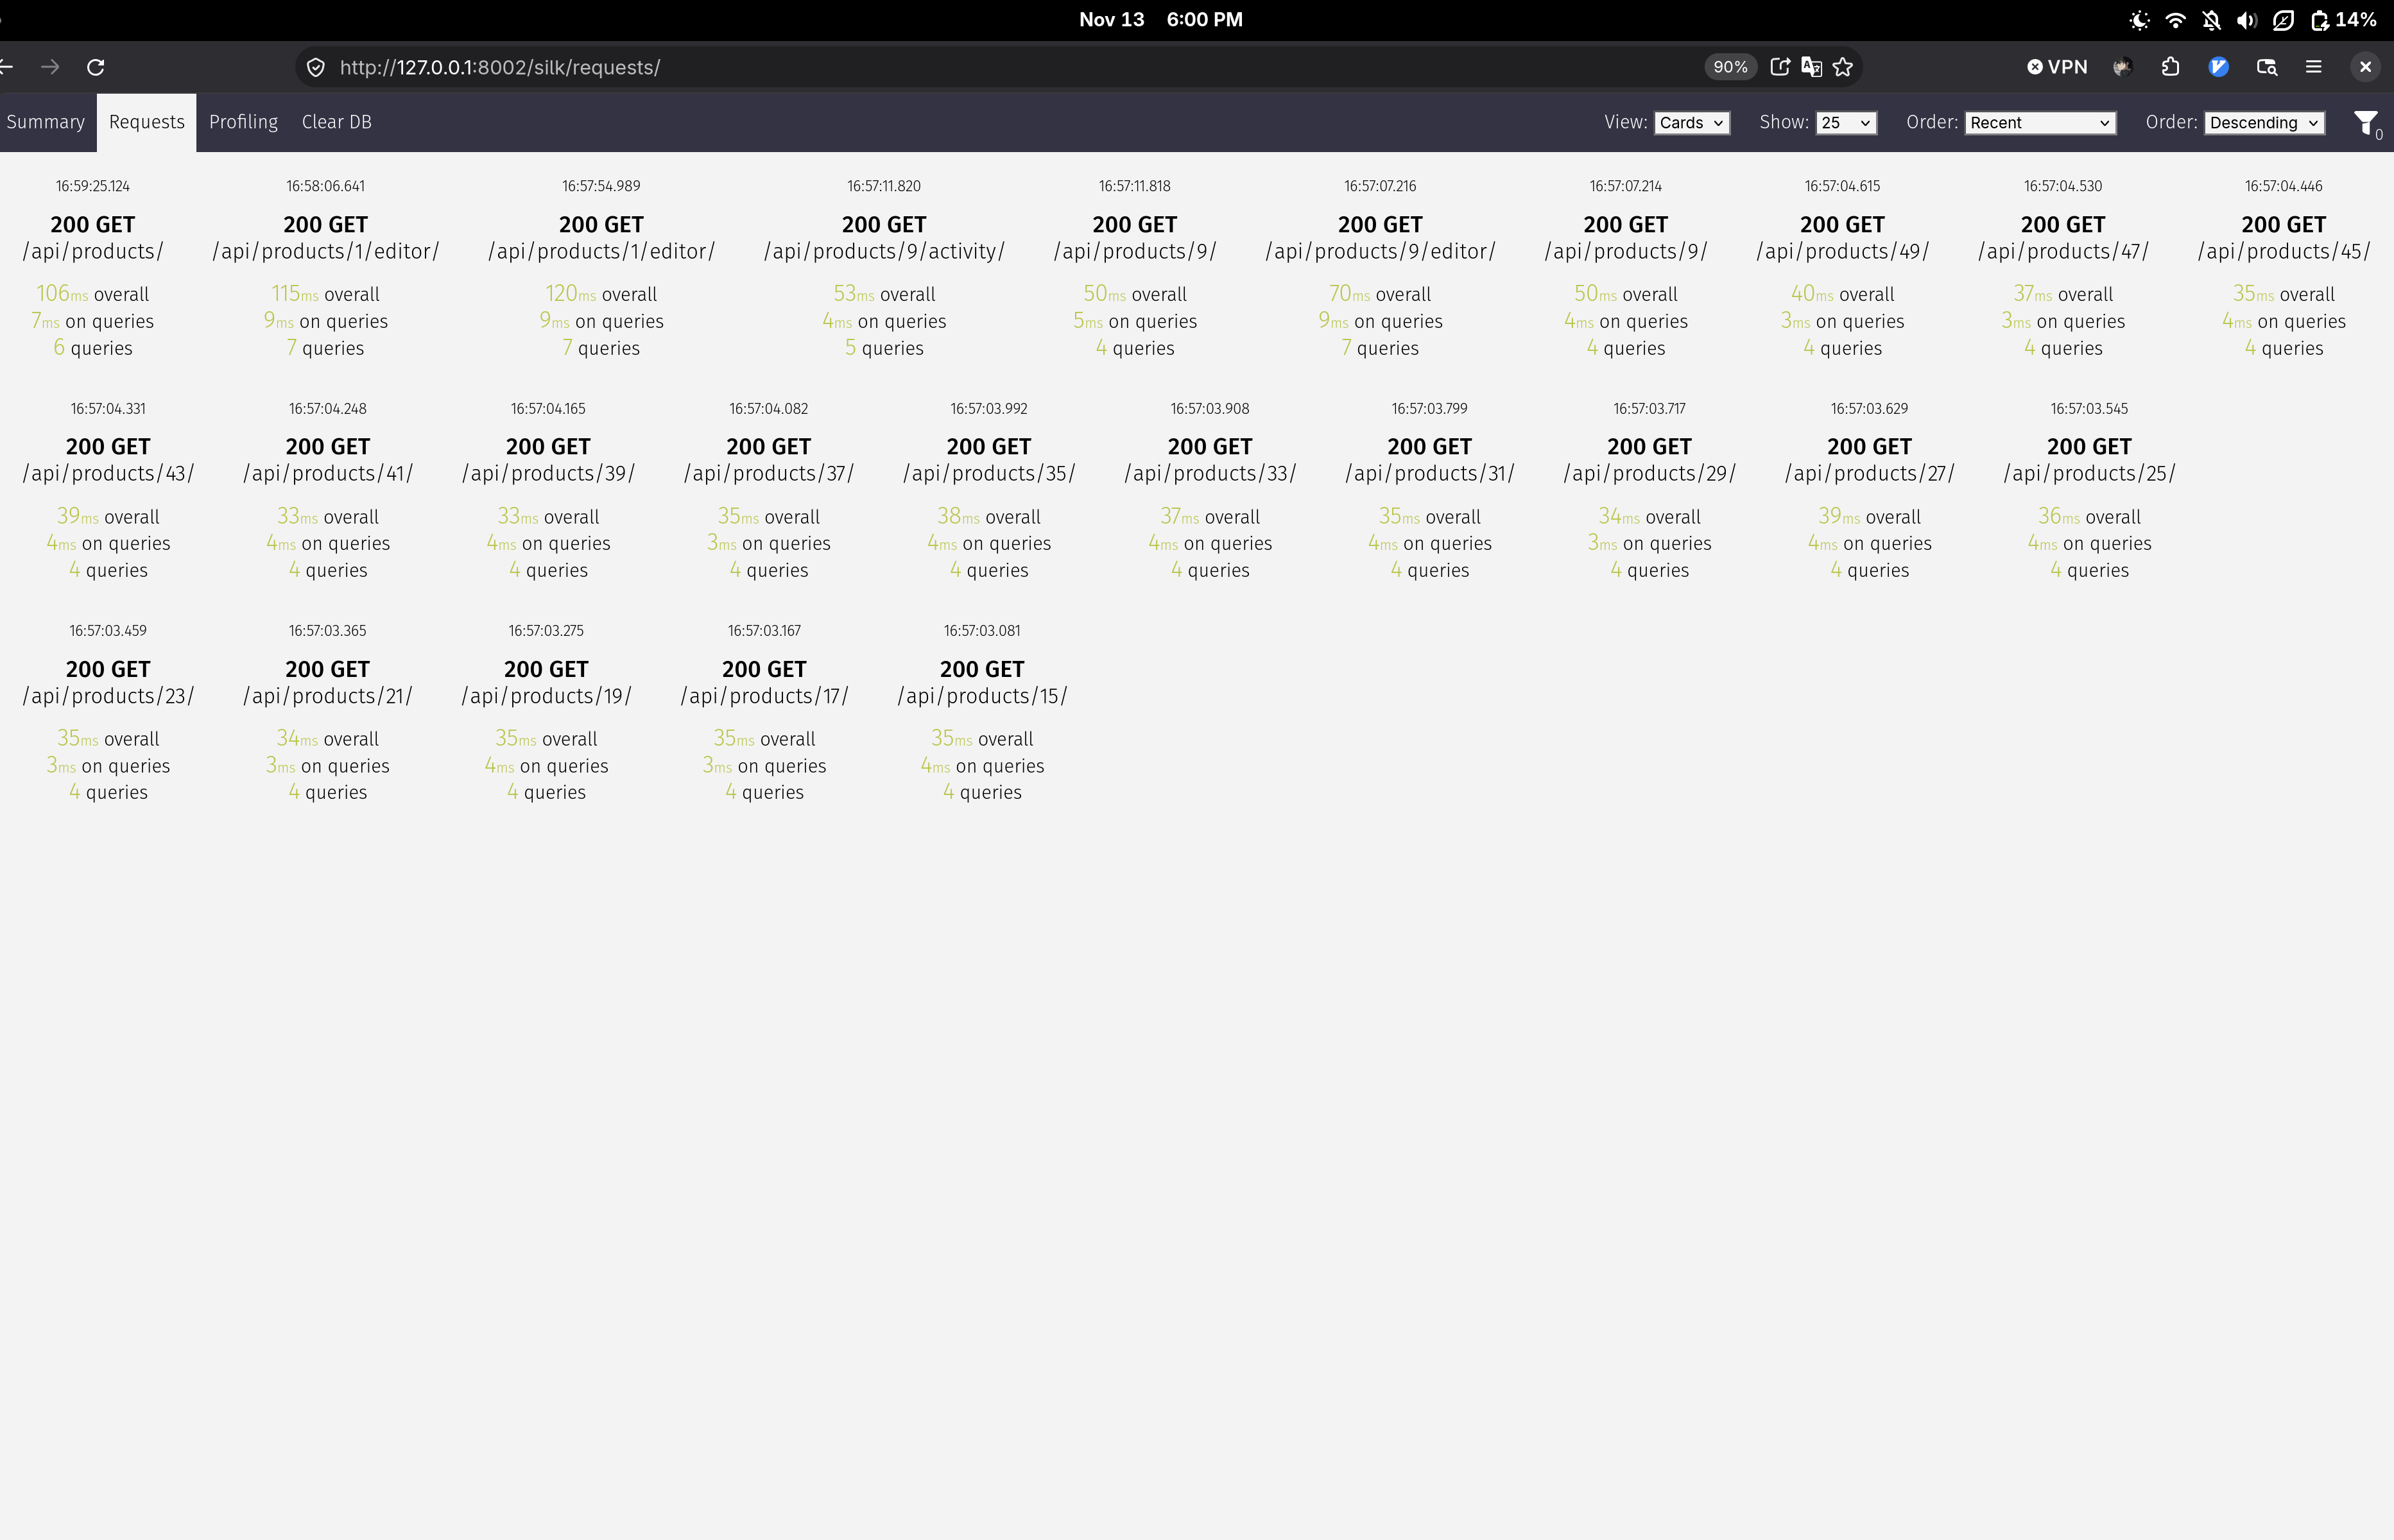 Nov 13 6:00 PM
14%
http://127.0.0.1:8002/silk/requests/
90%
VPN
Summary Requests Profiling Clear DB View: Cards Show: 25 Order: Recent Order: Descending 0
16:59:25.124
200 GET
/api/products/
106ms overall
7ms on queries
6 queries
16:58:06.641
200 GET
/api/products/1/editor/
115ms overall
9ms on queries
7 queries
16:57:54.989
200 GET
/api/products/1/editor/
120ms overall
9ms on queries
7 queries
16:57:11.820
200 GET
/api/products/9/activity/
53ms overall
4ms on queries
5 queries
16:57:11.818
200 GET
/api/products/9/
50ms overall
5ms on queries
4 queries
16:57:07.216
200 GET
/api/products/9/editor/
70ms overall
9ms on queries
7 queries
16:57:07.214
200 GET
/api/products/9/
50ms overall
4ms on queries
4 queries
16:57:04.615
200 GET
/api/products/49/
40ms overall
3ms on queries
4 queries
16:57:04.530
200 GET
/api/products/47/
37ms overall
3ms on queries
4 queries
16:57:04.446
200 GET
/api/products/45/
35ms overall
4ms on queries
4 queries
16:57:04.331
200 GET
/api/products/43/
39ms overall
4ms on queries
4 queries
16:57:04.248
200 GET
/api/products/41/
33ms overall
4ms on queries
4 queries
16:57:04.165
200 GET
/api/products/39/
33ms overall
4ms on queries
4 queries
16:57:04.082
200 GET
/api/products/37/
35ms overall
3ms on queries
4 queries
16:57:03.992
200 GET
/api/products/35/
38ms overall
4ms on queries
4 queries
16:57:03.908
200 GET
/api/products/33/
37ms overall
4ms on queries
4 queries
16:57:03.799
200 GET
/api/products/31/
35ms overall
4ms on queries
4 queries
16:57:03.717
200 GET
/api/products/29/
34ms overall
3ms on queries
4 queries
16:57:03.629
200 GET
/api/products/27/
39ms overall
4ms on queries
4 queries
16:57:03.545
200 GET
/api/products/25/
36ms overall
4ms on queries
4 queries
16:57:03.459
200 GET
/api/products/23/
35ms overall
3ms on queries
4 queries
16:57:03.365
200 GET
/api/products/21/
34ms overall
3ms on queries
4 queries
16:57:03.275
200 GET
/api/products/19/
35ms overall
4ms on queries
4 queries
16:57:03.167
200 GET
/api/products/17/
35ms overall
3ms on queries
4 queries
16:57:03.081
200 GET
/api/products/15/
35ms overall
4ms on queries
4 queries